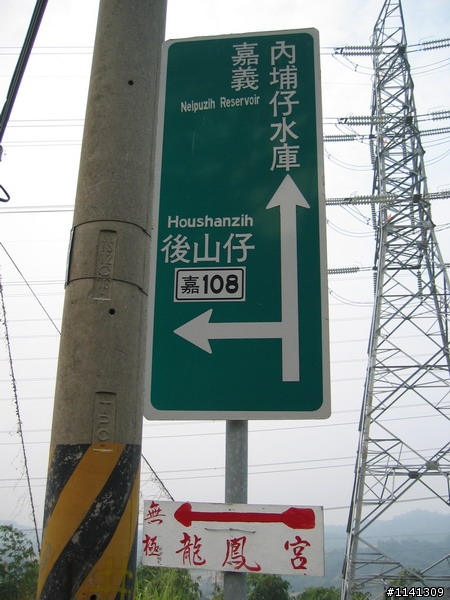 內埔仔水庫
嘉義
Neipuzih Reservoir
Houshanzih
後山仔
嘉108
無極
龍鳳宮
#1141309